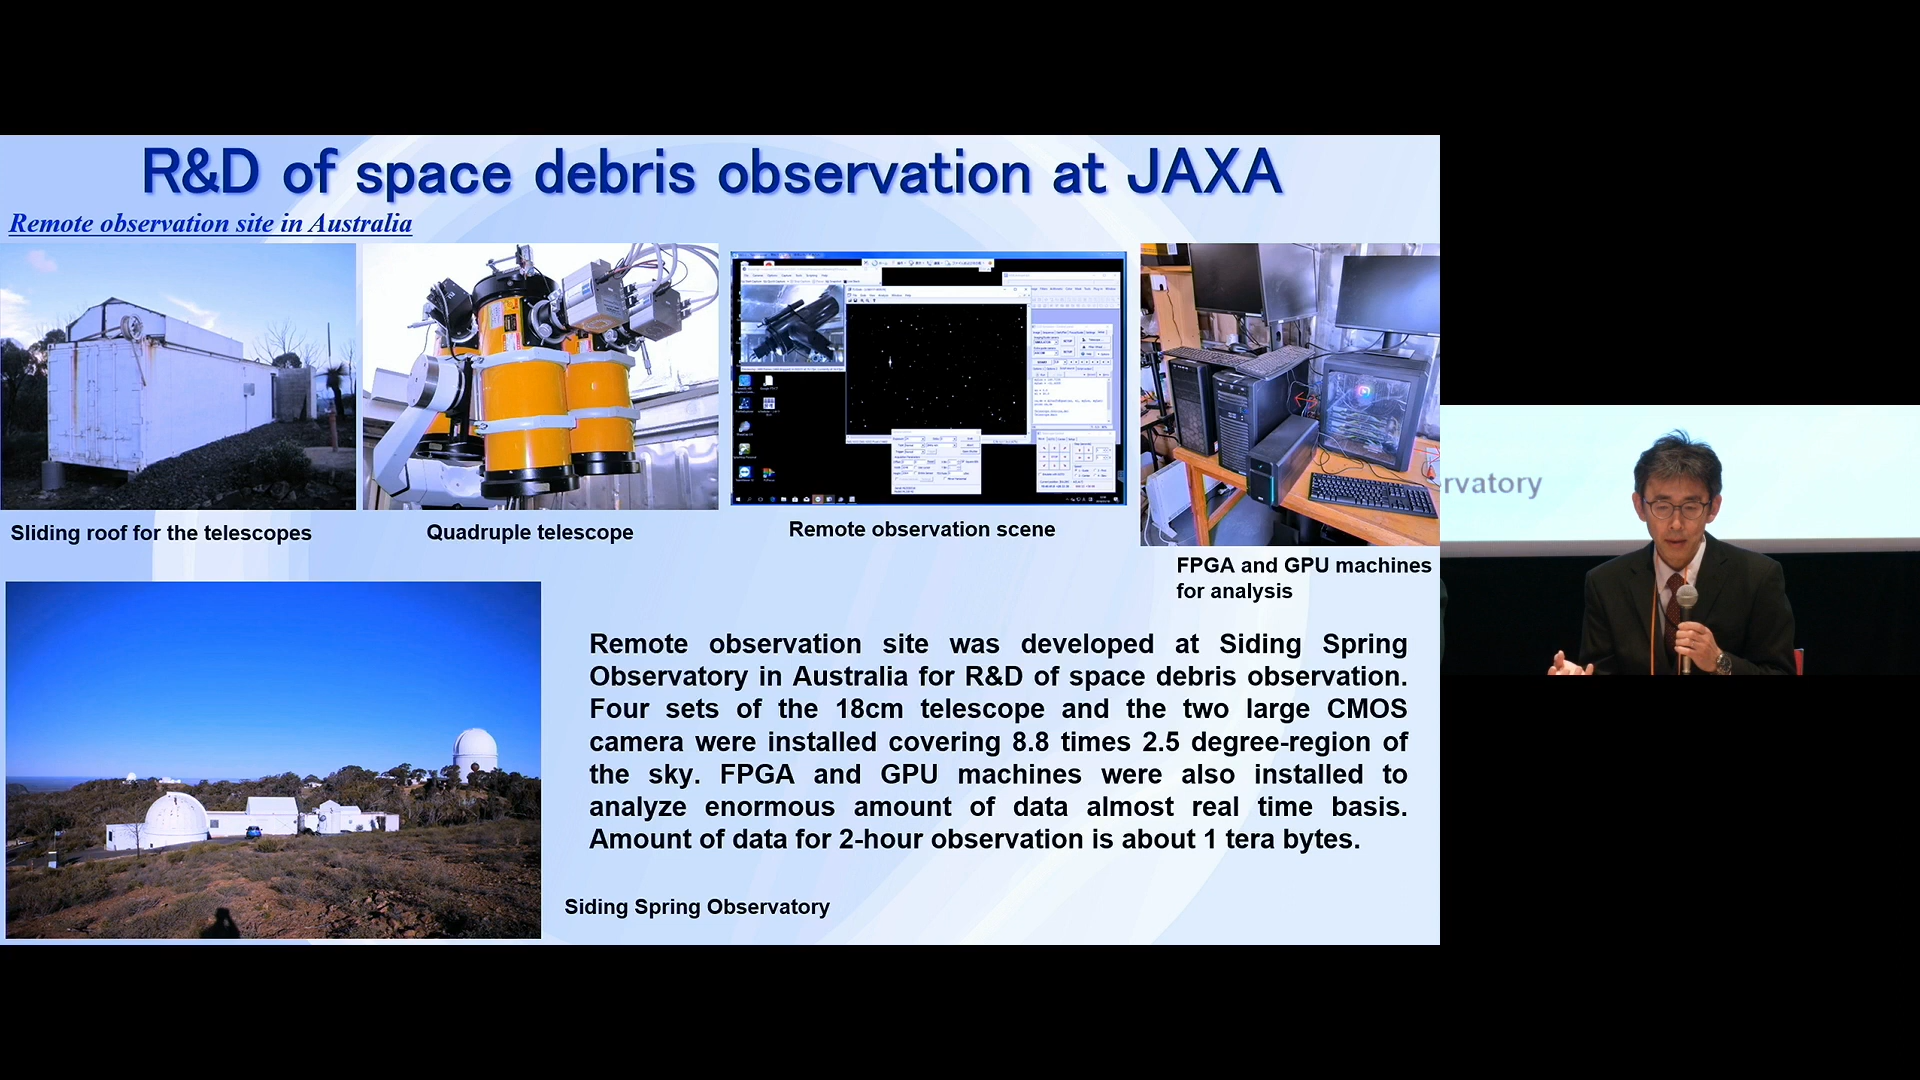 R&D of space debris observation at JAXA
Remote observation site in Australia
Sliding roof for the telescopes
Quadruple telescope
Remote observation scene
FPGA and GPU machines
for analysis
Remote observation site was developed at Siding Spring
Observatory in Australia for R&D of space debris observation.
Four sets of the 18cm telescope and the two large CMOS
camera were installed covering 8.8 times 2.5 degree-region of
the sky. FPGA and GPU machines were also installed to
analyze enormous amount of data almost real time basis.
Amount of data for 2-hour observation is about 1 tera bytes.
Siding Spring Observatory
rvatory